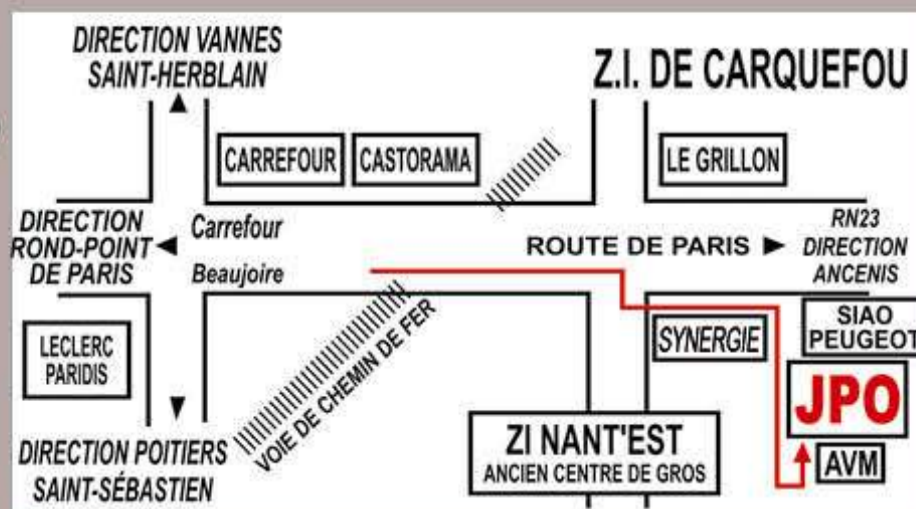 DIRECTION VANNES
SAINT-HERBLAIN
Z.I. DE CARQUEFOU
CARREFOUR
CASTORAMA
LE GRILLON
DIRECTION
ROND-POINT
DE PARIS
Carrefour
Beaujoire
ROUTE DE PARIS
RN23
DIRECTION
ANCENIS
LECLERC
PARIDIS
VOIE DE CHEMIN DE FER
SYNERGIE
SIAO
PEUGEOT
JPO
AVM
ZI NANT'EST
ANCIEN CENTRE DE GROS
DIRECTION POITIERS
SAINT-SÉBASTIEN